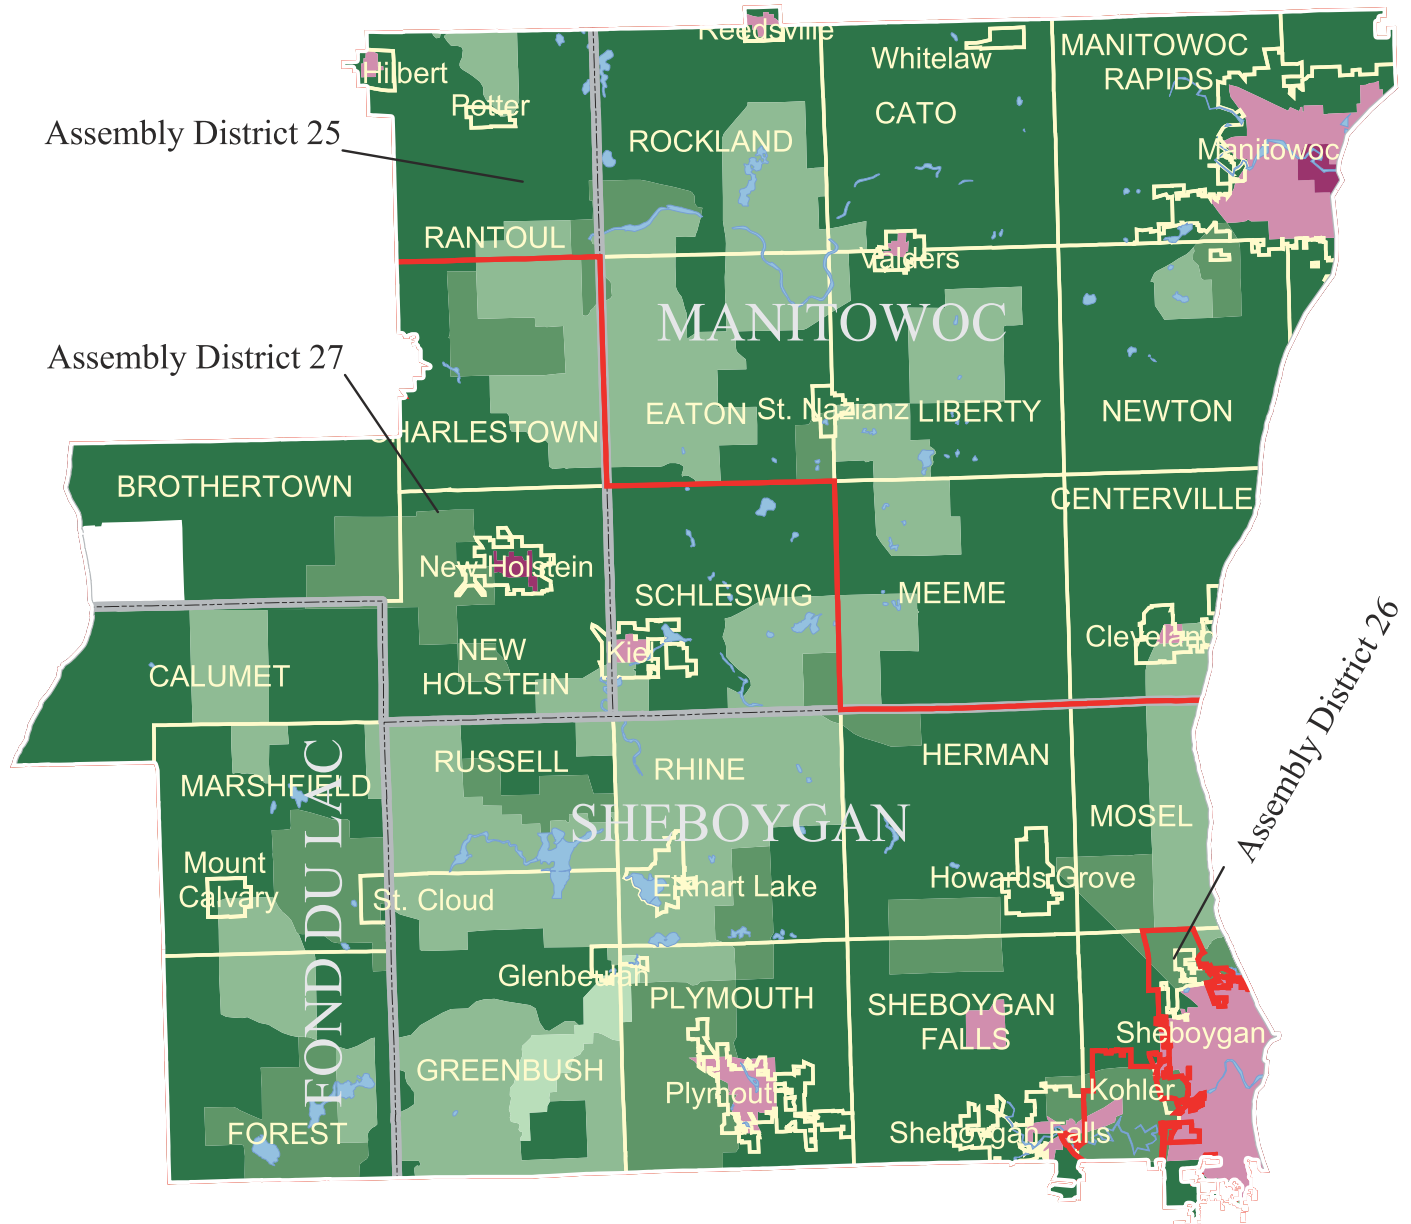 Reedsville
Whitelaw
MANITOWOC
RAPIDS
Hilbert
Potter
CATO
Assembly District 25
ROCKLAND
Manitowoc
RANTOUL
Valders
MANITOWOC
Assembly District 27
EATON
St. Nazianz
LIBERTY
NEWTON
CHARLESTOWN
BROTHERTOWN
CENTERVILLE
New Holstein
SCHLESWIG
MEEME
Assembly District 26
Cleveland
NEW
HOLSTEIN
Kiel
CALUMET
FOND DU LAC
RUSSELL
RHINE
HERMAN
MARSHFIELD
SHEBOYGAN
MOSEL
Mount
Calvary
St. Cloud
Elkhart Lake
Howards Grove
Glenbeulah
PLYMOUTH
SHEBOYGAN
FALLS
Sheboygan
GREENBUSH
Plymouth
Kohler
FOREST
Sheboygan Falls